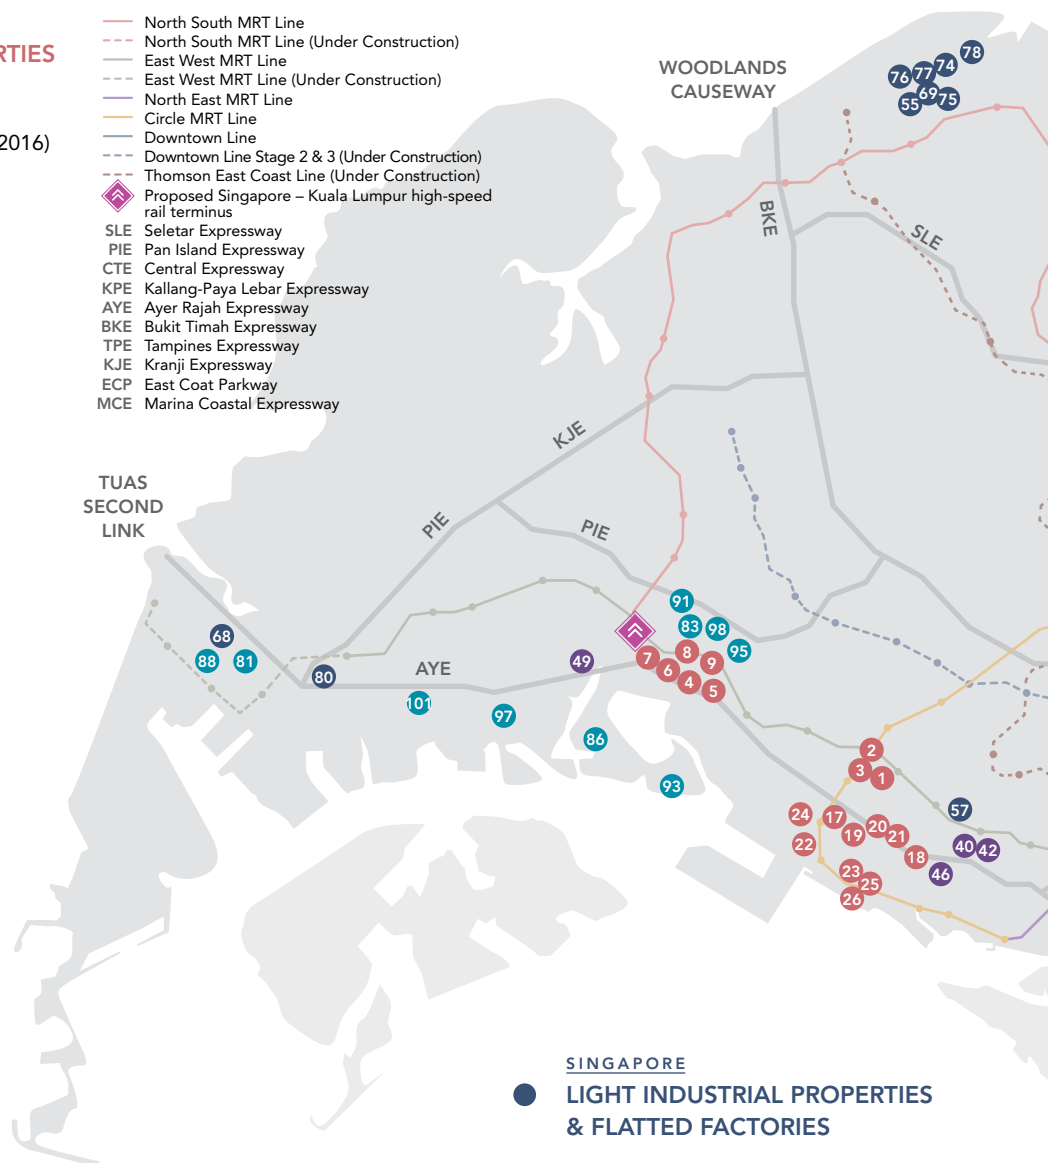 RTIES
2016)
North South MRT Line
North South MRT Line (Under Construction)
East West MRT Line
East West MRT Line (Under Construction)
North East MRT Line
Circle MRT Line
Downtown Line
Downtown Line Stage 2 & 3 (Under Construction)
Thomson East Coast Line (Under Construction)
Proposed Singapore – Kuala Lumpur high-speed
rail terminus
SLE Seletar Expressway
PIE Pan Island Expressway
CTE Central Expressway
KPE Kallang-Paya Lebar Expressway
AYE Ayer Rajah Expressway
BKE Bukit Timah Expressway
TPE Tampines Expressway
KJE Kranji Expressway
ECP East Coat Parkway
MCE Marina Coastal Expressway
WOODLANDS
CAUSEWAY
78
74
77
76
69
75
55
BKE
SLE
KJE
PIE
PIE
TUAS
SECOND
LINK
91
83
98
95
68
88
81
80
AYE
49
7
8
6
9
4
5
101
97
86
93
2
3
1
57
24
17
20
19
21
22
18
40
42
46
23
25
26
SINGAPORE
LIGHT INDUSTRIAL PROPERTIES
& FLATTED FACTORIES